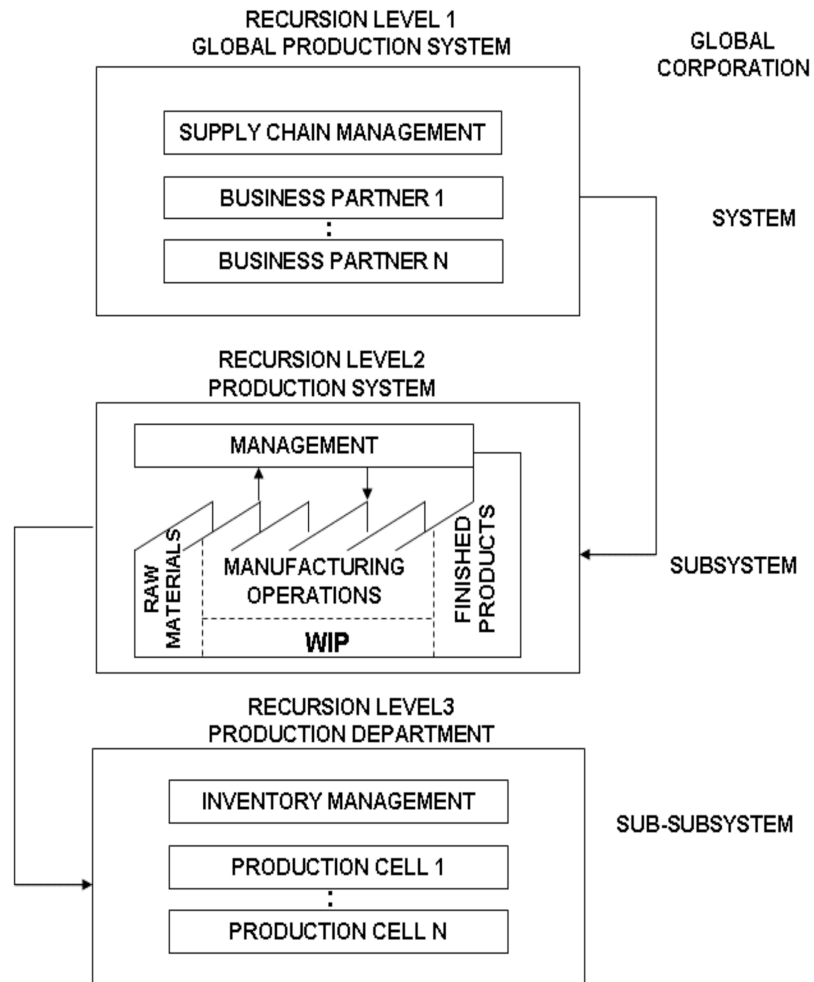 RECURSION LEVEL 1
GLOBAL PRODUCTION SYSTEM
GLOBAL
CORPORATION
SUPPLY CHAIN MANAGEMENT
BUSINESS PARTNER 1
:
BUSINESS PARTNER N
SYSTEM
RECURSION LEVEL2
PRODUCTION SYSTEM
MANAGEMENT
RAW
MATERIALS
MANUFACTURING
OPERATIONS
WIP
FINISHED
PRODUCTS
SUBSYSTEM
RECURSION LEVEL3
PRODUCTION DEPARTMENT
INVENTORY MANAGEMENT
PRODUCTION CELL 1
:
PRODUCTION CELL N
SUB-SUBSYSTEM